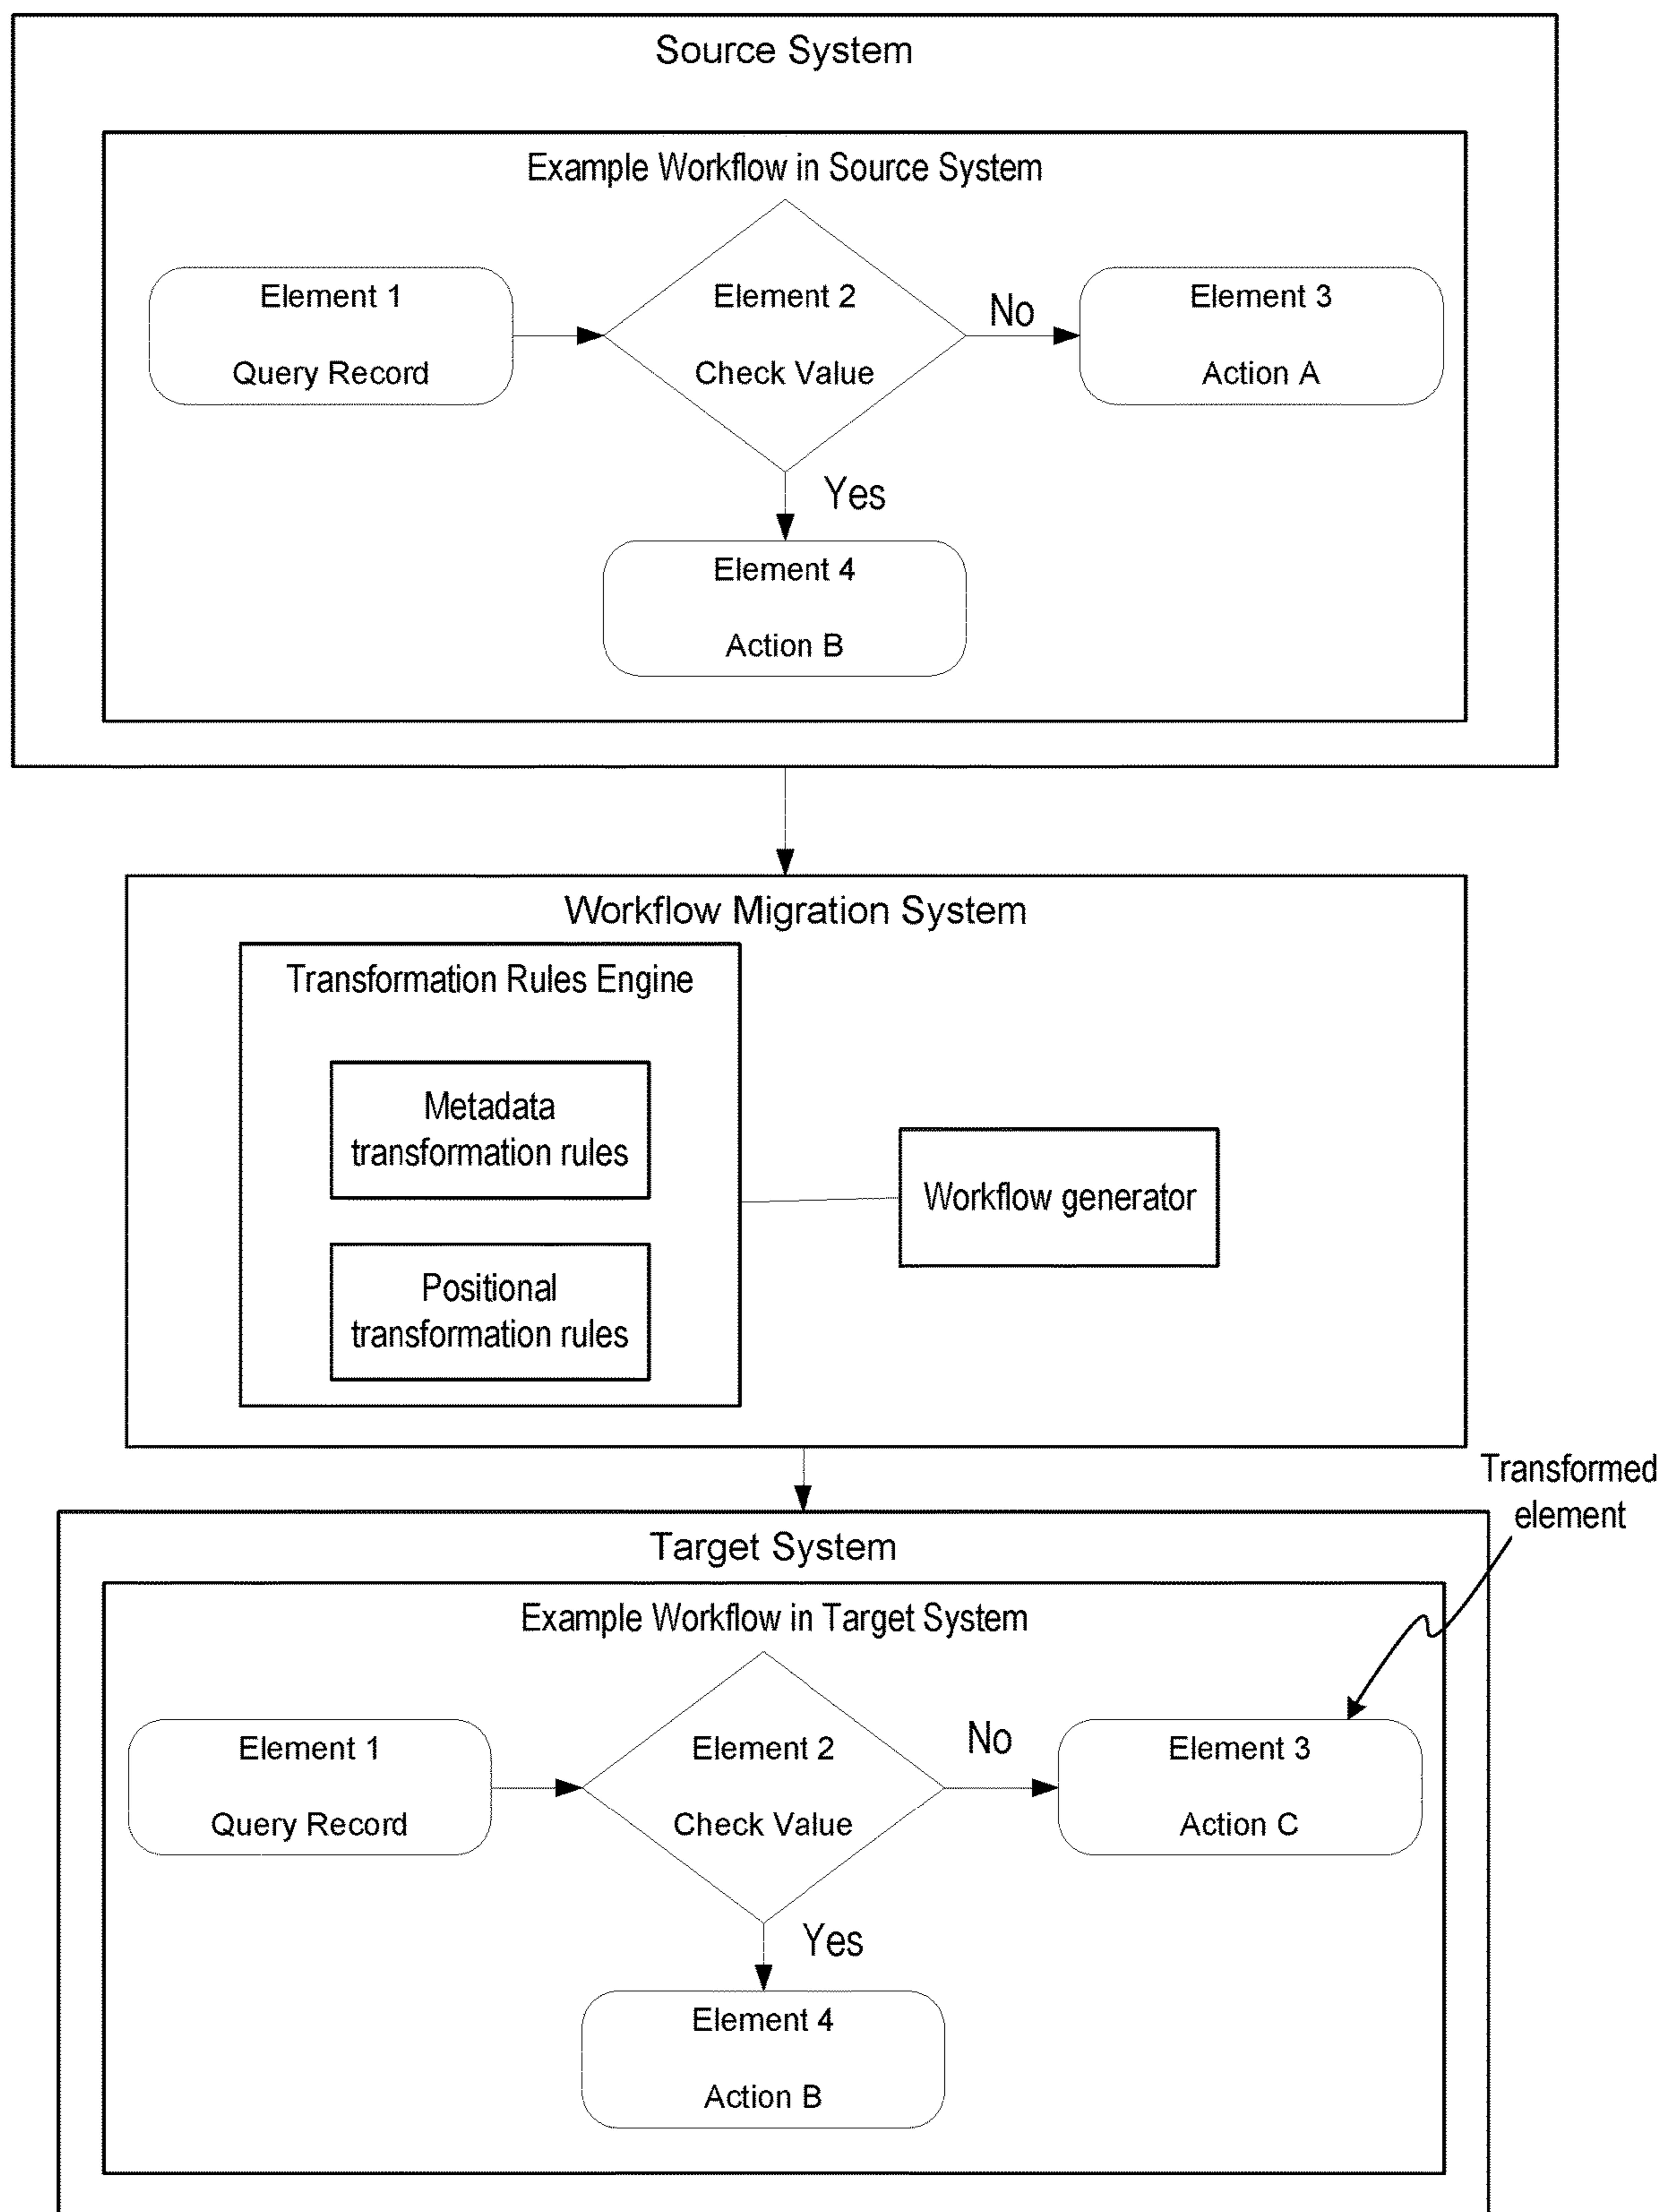 Source System
Example Workflow in Source System
Element 1
Query Record
Element 2
Check Value
No
Element 3
Action A
Yes
Element 4
Action B
Workflow Migration System
Transformation Rules Engine
Metadata
transformation rules
Positional
transformation rules
Workflow generator
Transformed
element
Target System
Example Workflow in Target System
Element 1
Query Record
Element 2
Check Value
No
Element 3
Action C
Yes
Element 4
Action B